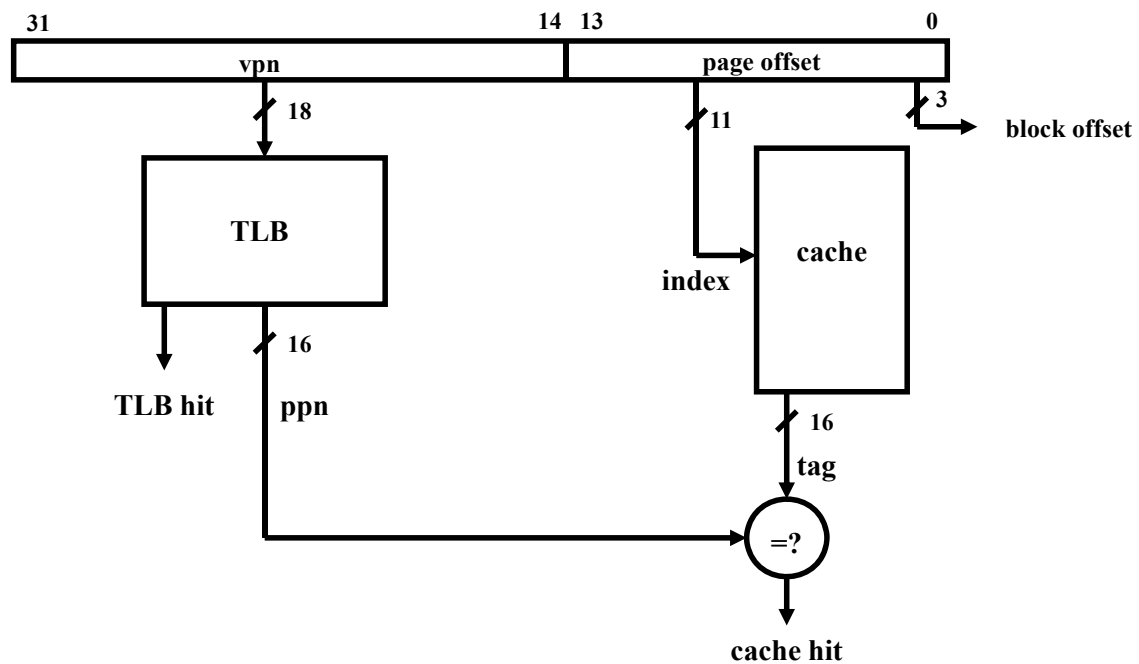 31 14 13 0
vpn page offset
18 11 3
block offset
TLB
cache
index
16
TLB hit ppn
16
tag
=?
cache hit